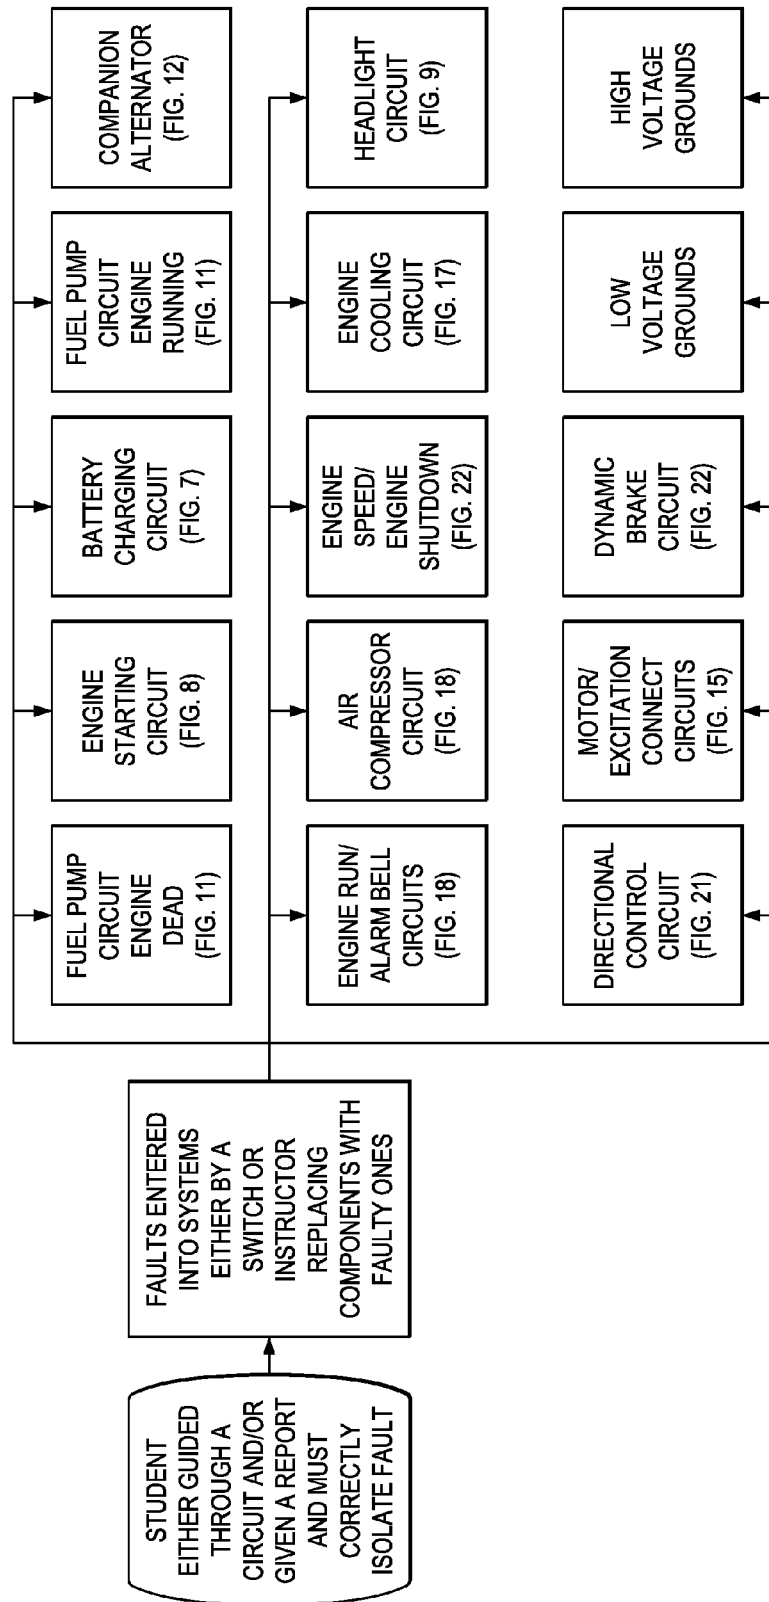 STUDENT
EITHER GUIDED
THROUGH A
CIRCUIT AND/OR
GIVEN A REPORT
AND MUST
CORRECTLY
ISOLATE FAULT
FAULTS ENTERED
INTO SYSTEMS
EITHER BY A
SWITCH OR
INSTRUCTOR
REPLACING
COMPONENTS WITH
FAULTY ONES
FUEL PUMP
CIRCUIT
ENGINE
DEAD
(FIG. 11)
ENGINE
STARTING
CIRCUIT
(FIG. 8)
BATTERY
CHARGING
CIRCUIT
(FIG. 7)
FUEL PUMP
CIRCUIT
ENGINE
RUNNING
(FIG. 11)
COMPANION
ALTERNATOR
(FIG. 12)
ENGINE RUN/
ALARM BELL
CIRCUITS
(FIG. 18)
AIR
COMPRESSOR
CIRCUIT
(FIG. 18)
ENGINE
SPEED/
ENGINE
SHUTDOWN
(FIG. 22)
ENGINE
COOLING
CIRCUIT
(FIG. 17)
HEADLIGHT
CIRCUIT
(FIG. 9)
DIRECTIONAL
CONTROL
CIRCUIT
(FIG. 21)
MOTOR/
EXCITATION
CONNECT
CIRCUITS
(FIG. 15)
DYNAMIC
BRAKE
CIRCUIT
(FIG. 22)
LOW
VOLTAGE
GROUNDS
HIGH
VOLTAGE
GROUNDS